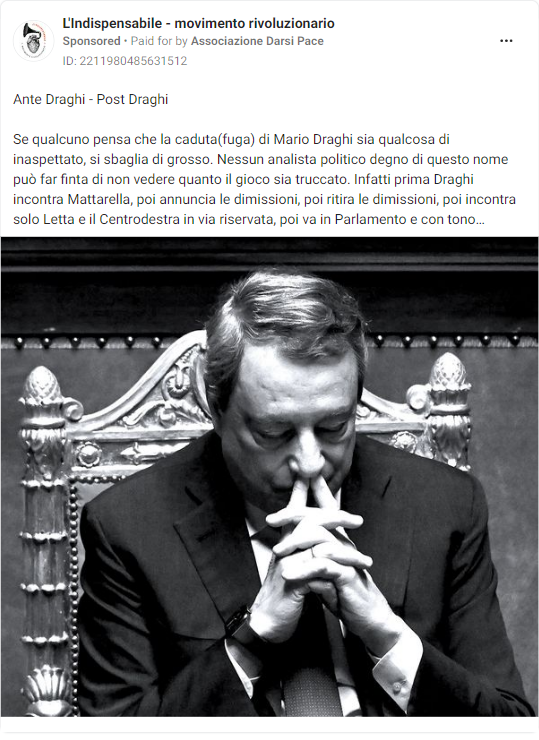 L'Indispensabile - movimento rivoluzionario
Sponsored • Paid for by Associazione Darsi Pace
ID: 2211980485631512
Ante Draghi - Post Draghi
Se qualcuno pensa che la caduta(fuga) di Mario Draghi sia qualcosa di
inaspettato, si sbaglia di grosso. Nessun analista politico degno di questo nome
può far finta di non vedere quanto il gioco sia truccato. Infatti prima Draghi
incontra Mattarella, poi annuncia le dimissioni, poi ritira le dimissioni, poi incontra
solo Letta e il Centrodestra in via riservata, poi va in Parlamento e con tono…